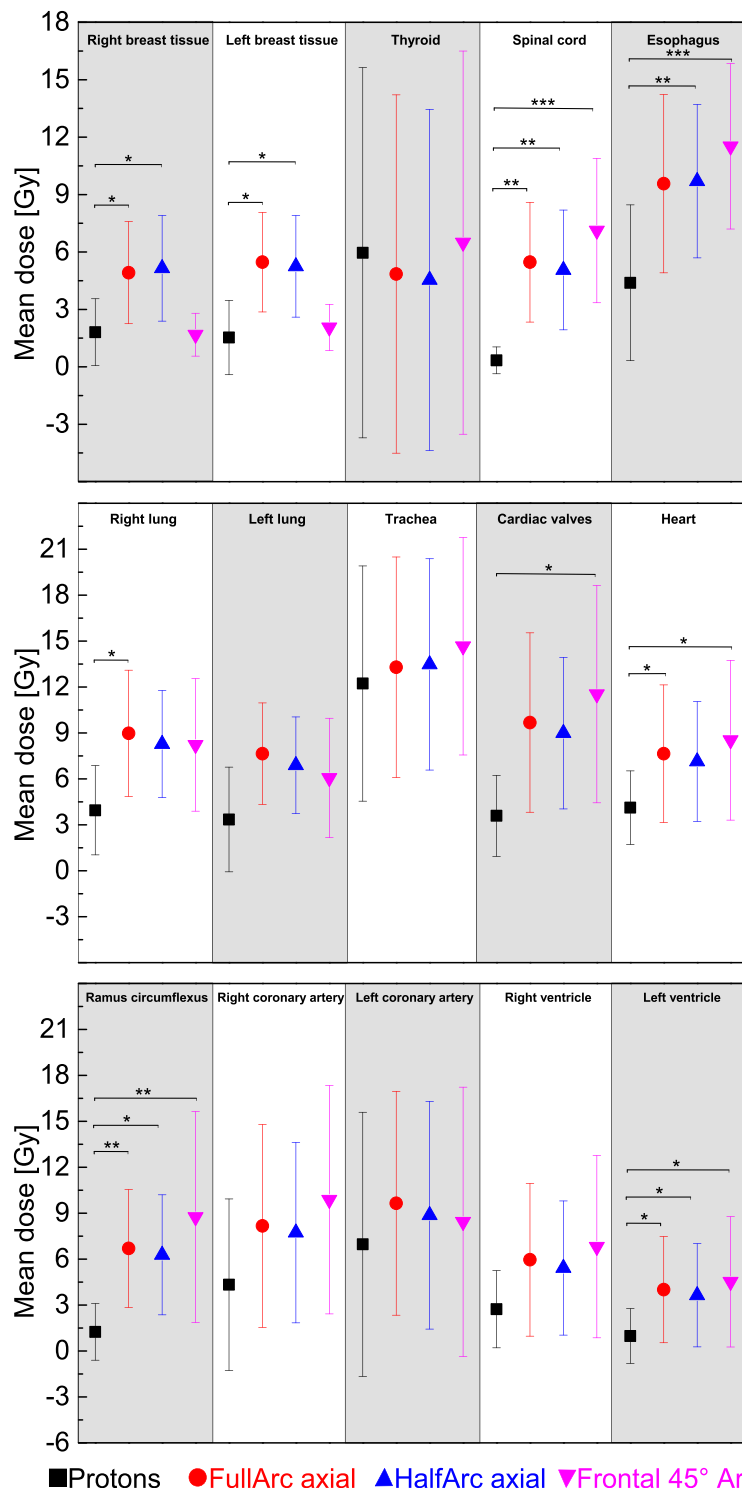 Right breast tissue Left breast tissue Thyroid Spinal cord Esophagus
18
15
12
9
6
3
0
-3
Mean dose [Gy]
* * * * ** ** *** ** ***
Right lung Left lung Trachea Cardiac valves Heart
21
18
15
12
9
6
3
0
-3
Mean dose [Gy]
* * * *
Ramus circumflexus Right coronary artery Left coronary artery Right ventricle Left ventricle
21
18
15
12
9
6
3
0
-3
-6
Mean dose [Gy]
** * ** * * *
Protons FullArc axial HalfArc axial Frontal 45° Ar